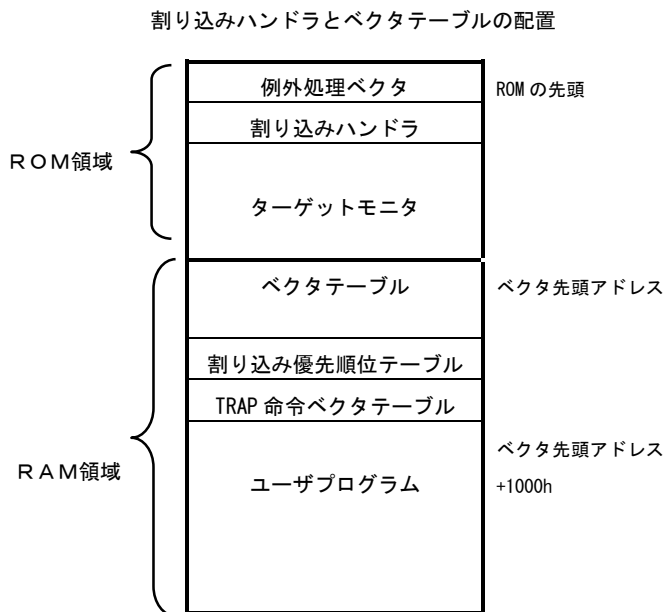 割り込みハンドラとベクタテーブルの配置
例外処理ベクタ
ROM の先頭
割り込みハンドラ
ROM領域
ターゲットモニタ
ベクタテーブル
ベクタ先頭アドレス
割り込み優先順位テーブル
TRAP 命令ベクタテーブル
RAM領域
ユーザプログラム
ベクタ先頭アドレス
+1000h